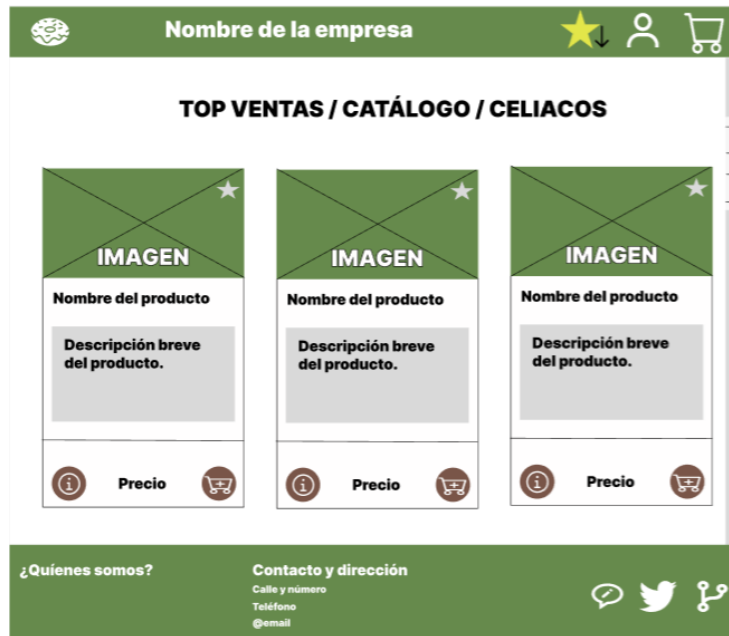 Nombre de la empresa
TOP VENTAS / CATÁLOGO / CELIACOS
IMAGEN
Nombre del producto
Descripción breve
del producto.
Precio
IMAGEN
Nombre del producto
Descripción breve
del producto.
Precio
IMAGEN
Nombre del producto
Descripción breve
del producto.
Precio
¿Quíenes somos?
Contacto y dirección
Calle y número
Teléfono
@email